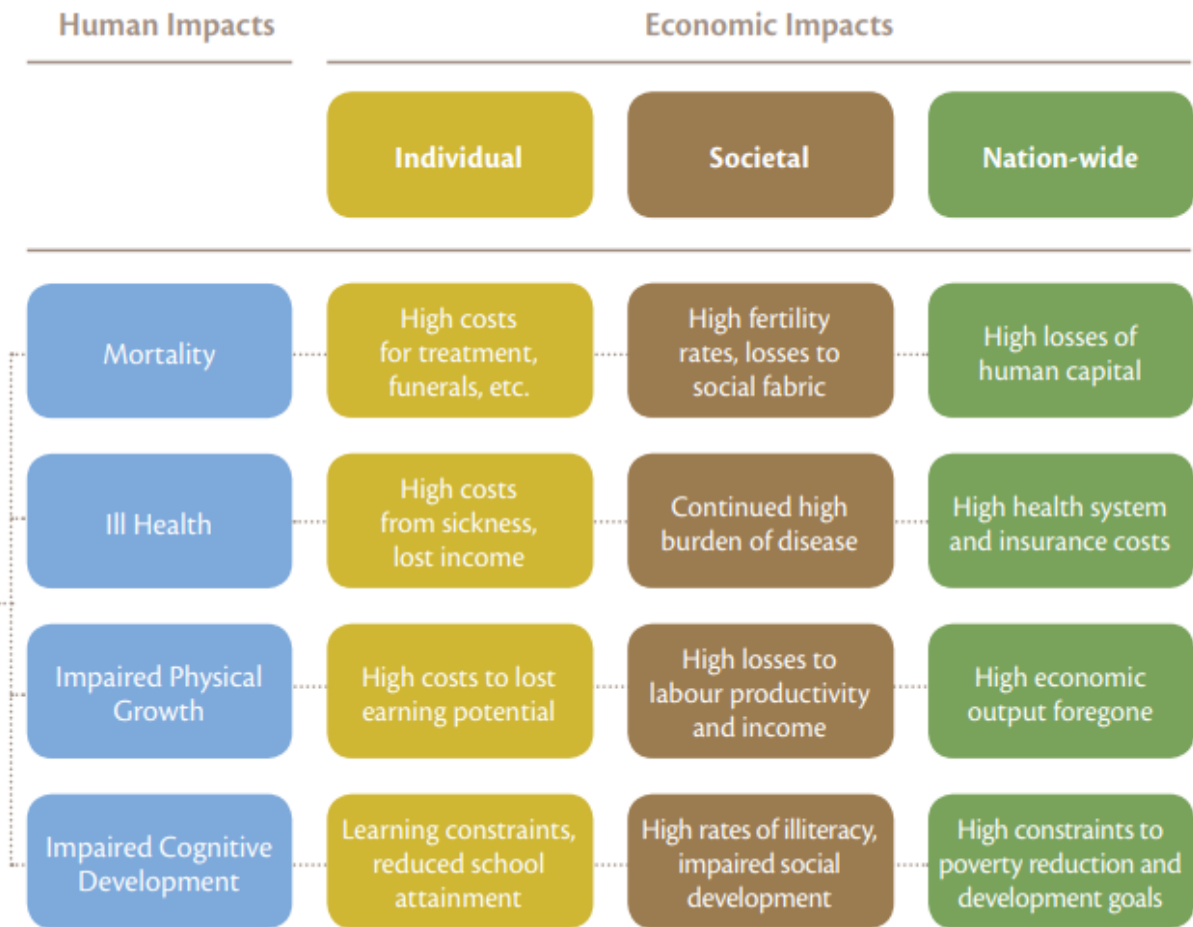 Human Impacts
Economic Impacts
Individual
Societal
Nation-wide
Mortality
High costs
for treatment,
funerals, etc.
High fertility
rates, losses to
social fabric
High losses of
human capital
Ill Health
High costs
from sickness,
lost income
Continued high
burden of disease
High health system
and insurance costs
Impaired Physical
Growth
High costs to lost
earning potential
High losses to
labour productivity
and income
High economic
output foregone
Impaired Cognitive
Development
Learning constraints,
reduced school
attainment
High rates of illiteracy,
impaired social
development
High constraints to
poverty reduction and
development goals